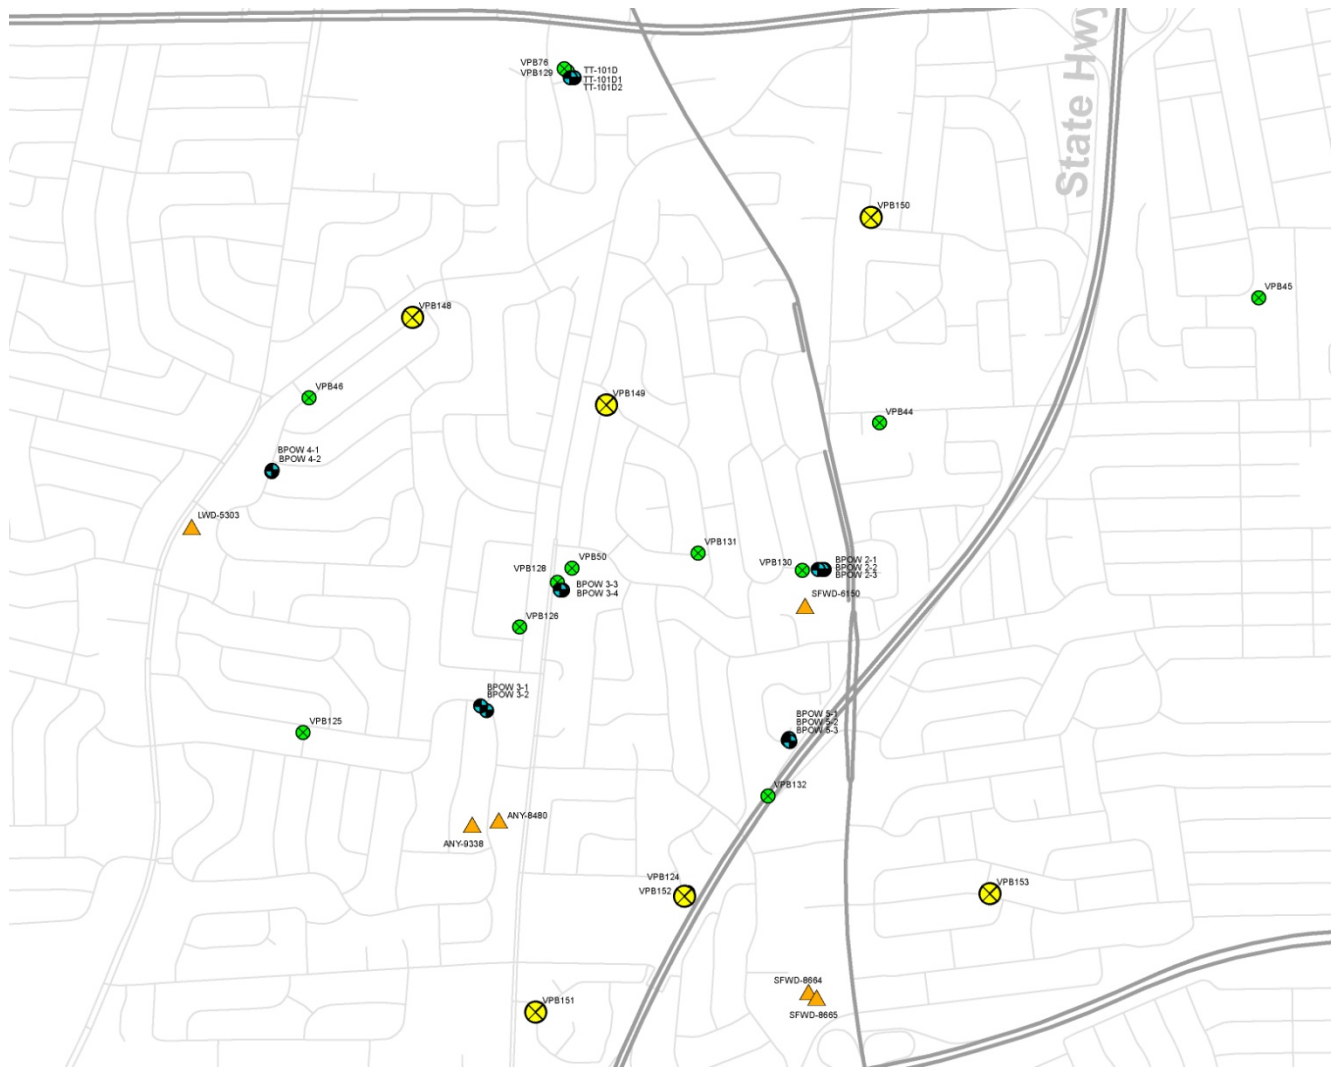 State Hwy
VPB76
VPB129
TT-101D
TT-101D1
TT-101D2
VPB150
VPB45
VPB148
VPB46
VPB149
VPB44
BPOW 4-1
BPOW 4-2
LWD-5303
VPB131
VPB50
VPB128
BPOW 3-3
BPOW 3-4
VPB130
BPOW 2-1
BPOW 2-2
BPOW 2-3
SFWD-6150
VPB126
BPOW 3-1
BPOW 3-2
VPB125
BPOW 5-1
BPOW 5-2
BPOW 5-3
VPB132
ANY-8480
ANY-9338
VPB124
VPB152
VPB153
SFWD-8664
SFWD-8665
VPB151